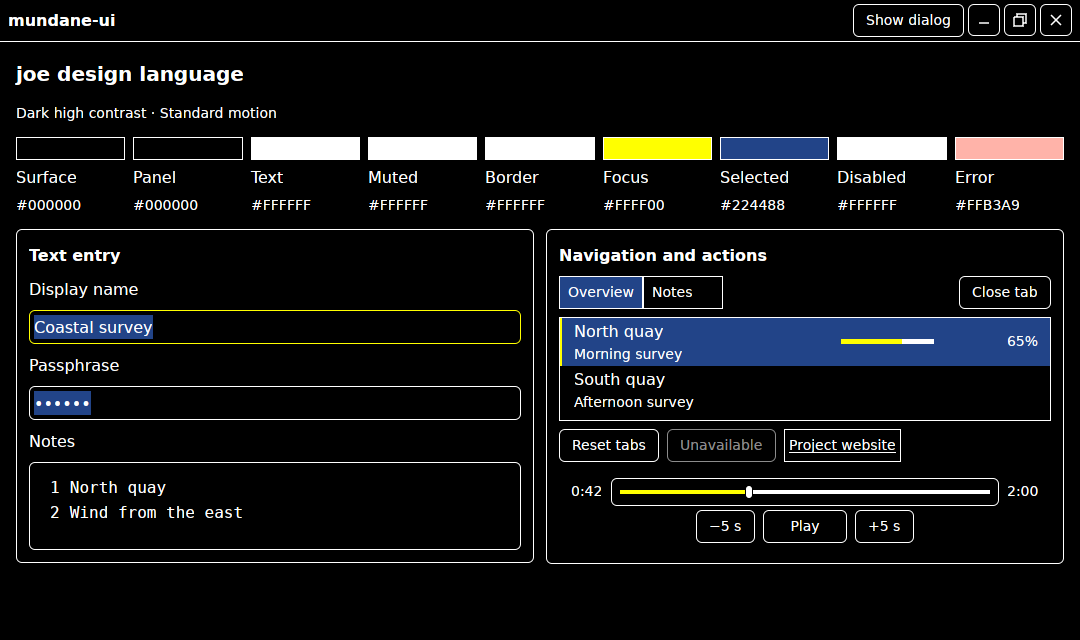 mundane-ui
Show dialog
joe design language
Dark high contrast · Standard motion
Surface Panel Text Muted Border Focus Selected Disabled Error
#000000 #000000 #FFFFFF #FFFFFF #FFFFFF #FFFF00 #224488 #FFFFFF #FFB3A9
Text entry
Display name
Coastal survey
Passphrase
••••••
Notes
1 North quay
2 Wind from the east
Navigation and actions
Overview Notes Close tab
North quay
Morning survey
65%
South quay
Afternoon survey
Reset tabs Unavailable Project website
0:42 2:00
−5 s Play +5 s